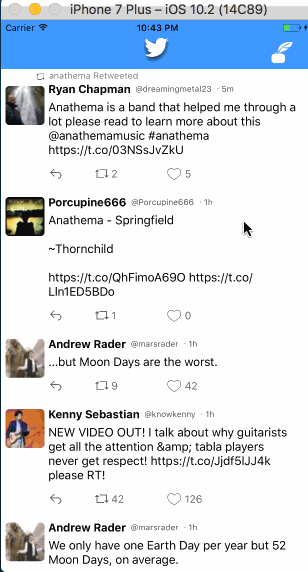 iPhone 7 Plus – iOS 10.2 (14C89)
Carrier 10:43 PM
anathema Retweeted
Ryan Chapman @dreamingmetal23 · 5m
Anathema is a band that helped me through a
lot please read to learn more about this
@anathemamusic #anathema
https://t.co/03NSsJvZkU
2 5
Porcupine666 @Porcupine666 · 1h
Anathema - Springfield
~Thornchild
https://t.co/QhFimoA69O https://t.co/
LIn1ED5BDo
1 0
Andrew Rader @marsrader · 1h
...but Moon Days are the worst.
9 42
Kenny Sebastian @knowkenny · 1h
NEW VIDEO OUT! I talk about why guitarists
get all the attention &amp; tabla players
never get respect! https://t.co/Jjdf5lJJ4k
please RT!
42 126
Andrew Rader @marsrader · 1h
We only have one Earth Day per year but 52
Moon Days, on average.